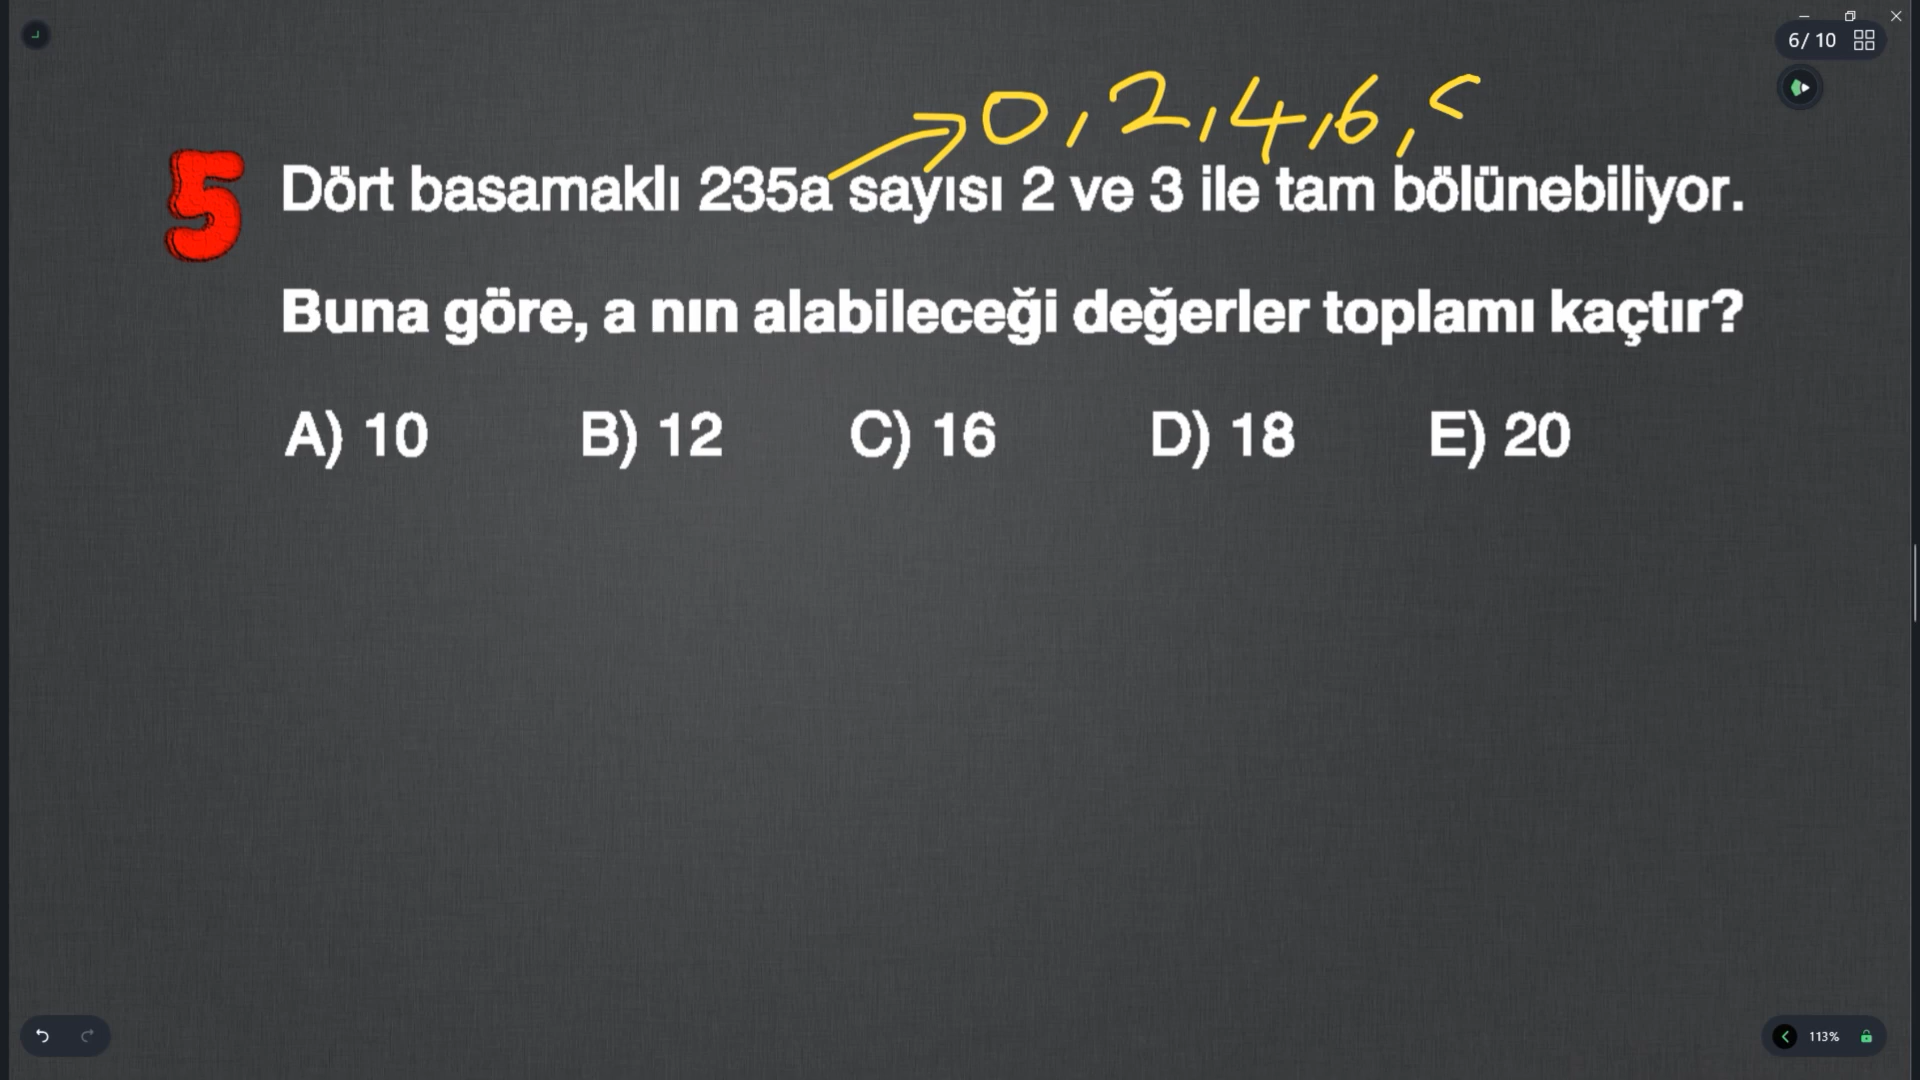 6/ 10
0, 2, 4, 6,
5 Dört basamaklı 235a sayısı 2 ve 3 ile tam bölünebiliyor.
Buna göre, a nın alabileceği değerler toplamı kaçtır?
A) 10 B) 12 C) 16 D) 18 E) 20
113%